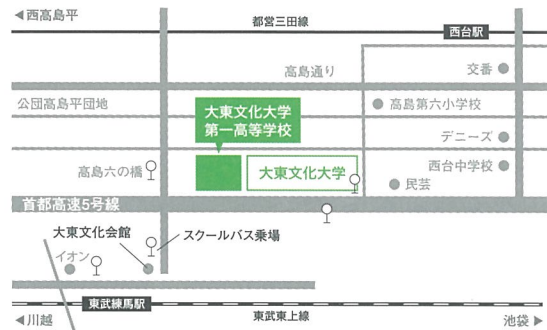 ◀西高島平
都営三田線
西台駅
高島通り
交番
公団高島平団地
大東文化大学
第一高等学校
高島第六小学校
デニーズ
高島六の橋
大東文化大学
西台中学校
民芸
首都高速5号線
大東文化会館
スクールバス乗場
イオン
東武練馬駅
◀川越
東武東上線
池袋▶